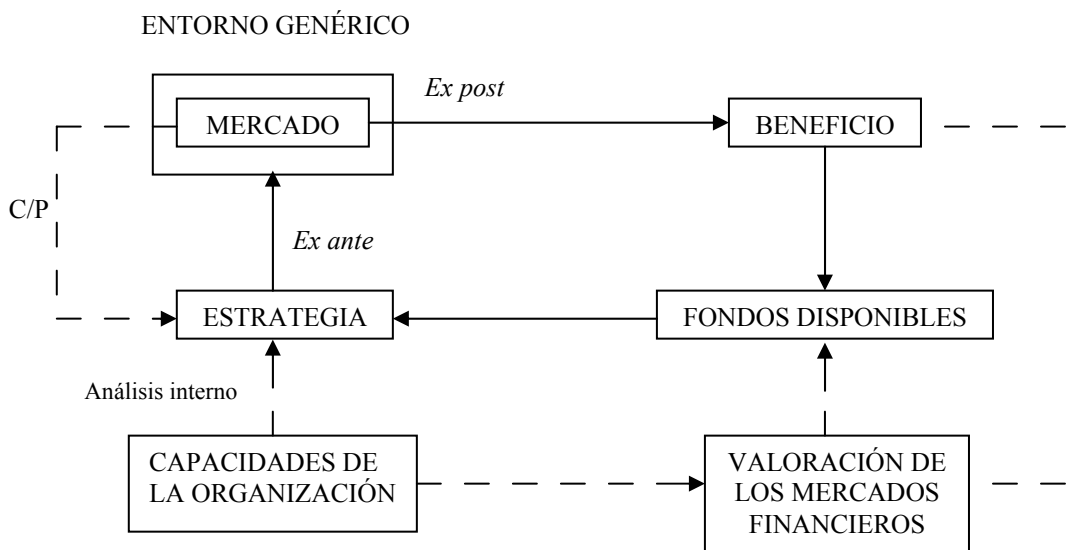 ENTORNO GENÉRICO
Ex post
MERCADO
BENEFICIO
C/P
Ex ante
ESTRATEGIA
FONDOS DISPONIBLES
Análisis interno
CAPACIDADES DE
LA ORGANIZACIÓN
VALORACIÓN DE
LOS MERCADOS
FINANCIEROS